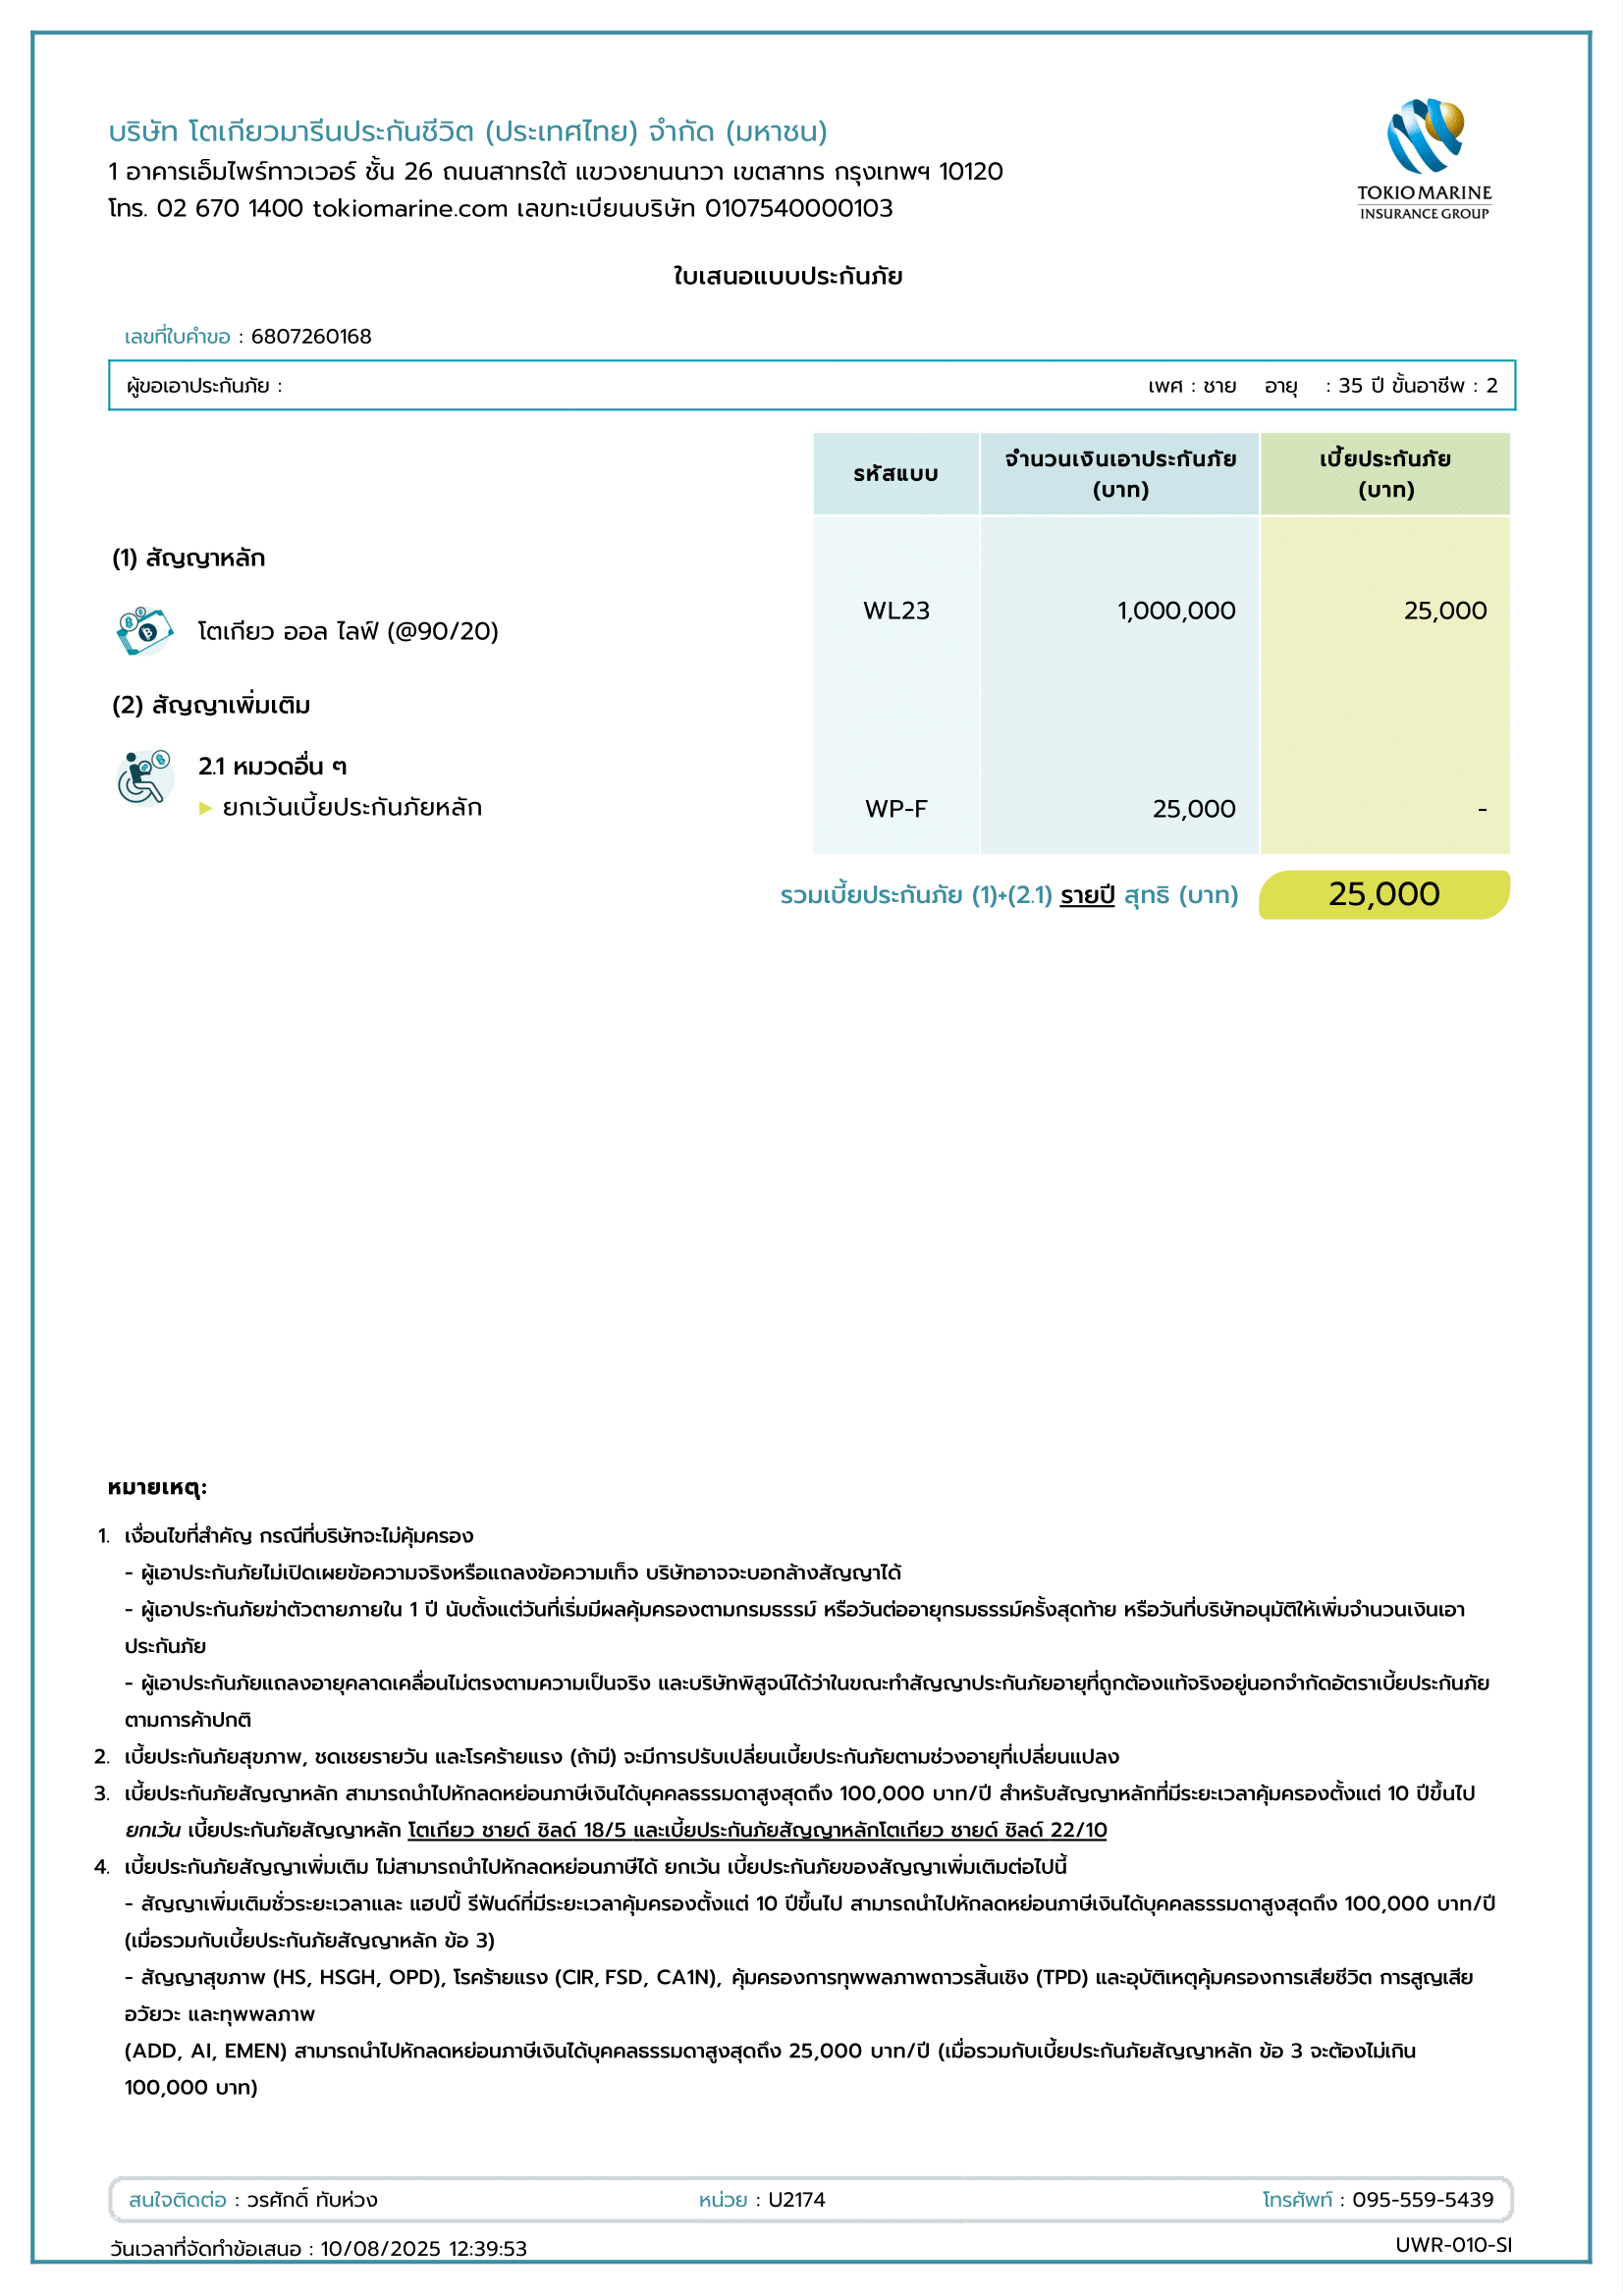 บริษัท โตเกียวมารีนประกันชีวิต (ประเทศไทย) จำกัด (มหาชน)
1 อาคารเอ็มไพร์ทาวเวอร์ ชั้น 26 ถนนสาทรใต้ แขวงยานนาวา เขตสาทร กรุงเทพฯ 10120
โทร. 02 670 1400 tokiomarine.com เลขทะเบียนบริษัท 0107540000103
TOKIO MARINE
INSURANCE GROUP
ใบเสนอแบบประกันภัย
เลขที่ใบคำขอ : 6807260168
ผู้ขอเอาประกันภัย : เพศ : ชาย อายุ : 35 ปี ขั้นอาชีพ : 2
รหัสแบบ จำนวนเงินเอาประกันภัย (บาท) เบี้ยประกันภัย (บาท)
(1) สัญญาหลัก
โตเกียว ออล ไลฟ์ (@90/20) WL23 1,000,000 25,000
(2) สัญญาเพิ่มเติม
2.1 หมวดอื่น ๆ
► ยกเว้นเบี้ยประกันภัยหลัก WP-F 25,000 -
รวมเบี้ยประกันภัย (1)+(2.1) รายปี สุทธิ (บาท) 25,000
หมายเหตุ:
1. เงื่อนไขที่สำคัญ กรณีที่บริษัทจะไม่คุ้มครอง
- ผู้เอาประกันภัยไม่เปิดเผยข้อความจริงหรือแถลงข้อความเท็จ บริษัทอาจจะบอกล้างสัญญาได้
- ผู้เอาประกันภัยฆ่าตัวตายภายใน 1 ปี นับตั้งแต่วันที่เริ่มมีผลคุ้มครองตามกรมธรรม์ หรือวันต่ออายุกรมธรรม์ครั้งสุดท้าย หรือวันที่บริษัทอนุมัติให้เพิ่มจำนวนเงินเอา
ประกันภัย
- ผู้เอาประกันภัยแถลงอายุคลาดเคลื่อนไม่ตรงตามความเป็นจริง และบริษัทพิสูจน์ได้ว่าในขณะทำสัญญาประกันภัยอายุที่ถูกต้องแท้จริงอยู่นอกจำกัดอัตราเบี้ยประกันภัย
ตามการค้าปกติ
2. เบี้ยประกันภัยสุขภาพ, ชดเชยรายวัน และโรคร้ายแรง (ถ้ามี) จะมีการปรับเปลี่ยนเบี้ยประกันภัยตามช่วงอายุที่เปลี่ยนแปลง
3. เบี้ยประกันภัยสัญญาหลัก สามารถนำไปหักลดหย่อนภาษีเงินได้บุคคลธรรมดาสูงสุดถึง 100,000 บาท/ปี สำหรับสัญญาหลักที่มีระยะเวลาคุ้มครองตั้งแต่ 10 ปีขึ้นไป
ยกเว้น เบี้ยประกันภัยสัญญาหลัก โตเกียว ชายด์ ชิลด์ 18/5 และเบี้ยประกันภัยสัญญาหลักโตเกียว ชายด์ ชิลด์ 22/10
4. เบี้ยประกันภัยสัญญาเพิ่มเติม ไม่สามารถนำไปหักลดหย่อนภาษีได้ ยกเว้น เบี้ยประกันภัยของสัญญาเพิ่มเติมต่อไปนี้
- สัญญาเพิ่มเติมชั่วระยะเวลาและ แฮปปี้ รีฟันด์ที่มีระยะเวลาคุ้มครองตั้งแต่ 10 ปีขึ้นไป สามารถนำไปหักลดหย่อนภาษีเงินได้บุคคลธรรมดาสูงสุดถึง 100,000 บาท/ปี
(เมื่อรวมกับเบี้ยประกันภัยสัญญาหลัก ข้อ 3)
- สัญญาสุขภาพ (HS, HSGH, OPD), โรคร้ายแรง (CIR, FSD, CA1N), คุ้มครองการทุพพลภาพถาวรสิ้นเชิง (TPD) และอุบัติเหตุคุ้มครองการเสียชีวิต การสูญเสีย
อวัยวะ และทุพพลภาพ
(ADD, AI, EMEN) สามารถนำไปหักลดหย่อนภาษีเงินได้บุคคลธรรมดาสูงสุดถึง 25,000 บาท/ปี (เมื่อรวมกับเบี้ยประกันภัยสัญญาหลัก ข้อ 3 จะต้องไม่เกิน
100,000 บาท)
สนใจติดต่อ : วรศักดิ์ ทับห่วง หน่วย : U2174 โทรศัพท์ : 095-559-5439
วันเวลาที่จัดทำข้อเสนอ : 10/08/2025 12:39:53 UWR-010-SI